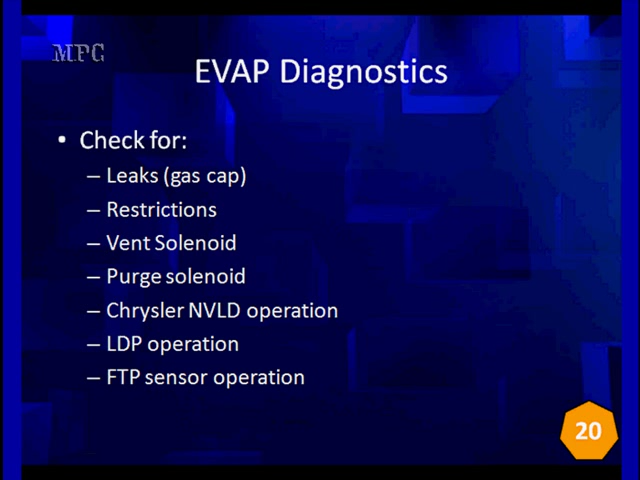 MPC
EVAP Diagnostics
• Check for:
– Leaks (gas cap)
– Restrictions
– Vent Solenoid
– Purge solenoid
– Chrysler NVLD operation
– LDP operation
– FTP sensor operation
20